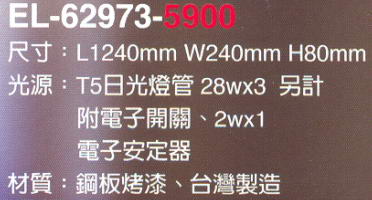 EL-62973-5900
尺寸：L1240mm W240mm H80mm
光源：T5日光燈管 28wx3 另計
附電子開關、2wx1
電子安定器
材質：鋼板烤漆、台灣製造